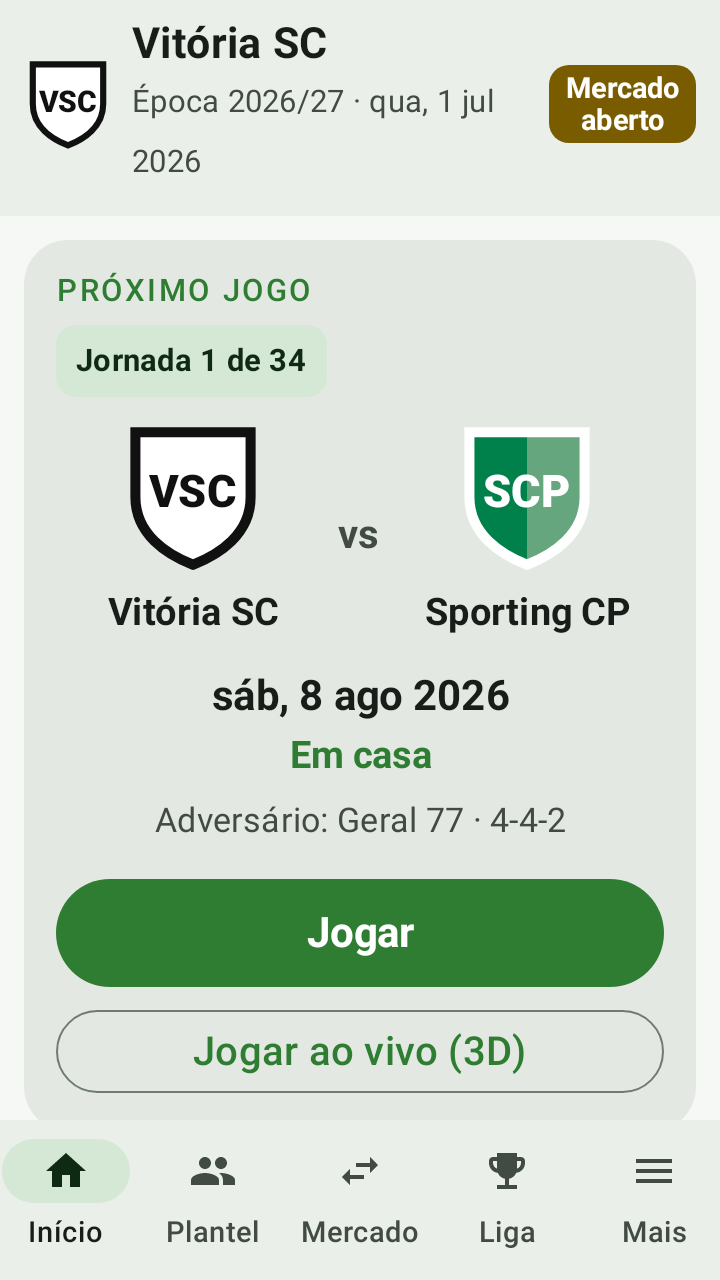 Vitória SC
VSC
Época 2026/27 · qua, 1 jul
2026
Mercado
aberto
PRÓXIMO JOGO
Jornada 1 de 34
VSC
vs
SCP
Vitória SC
Sporting CP
sáb, 8 ago 2026
Em casa
Adversário: Geral 77 · 4-4-2
Jogar
Jogar ao vivo (3D)
Início
Plantel
Mercado
Liga
Mais